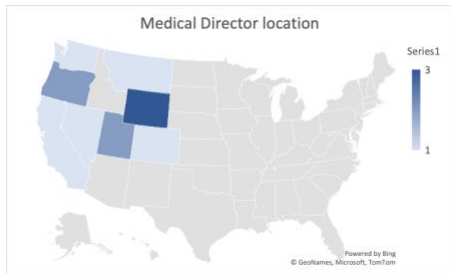 Medical Director location
Series1
3
1
Powered by Bing
© GeoNames, Microsoft, TomTom